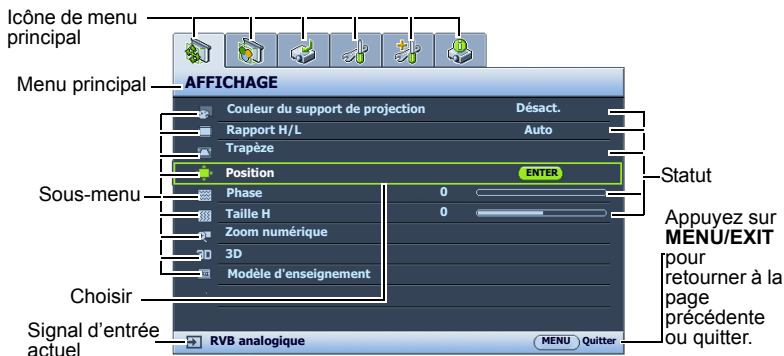 Icône de menu
principal
Menu principal
AFFICHAGE
Couleur du support de projection Désact.
Rapport H/L Auto
Trapèze
Position ENTER
Sous-menu
Statut
Phase 0
Taille H 0
Zoom numérique
3D 3D
Modèle d'enseignement
Appuyez sur
MENU/EXIT
pour
retourner à la
page
précédente
ou quitter.
Choisir
Signal d'entrée
actuel
RVB analogique MENU Quitter